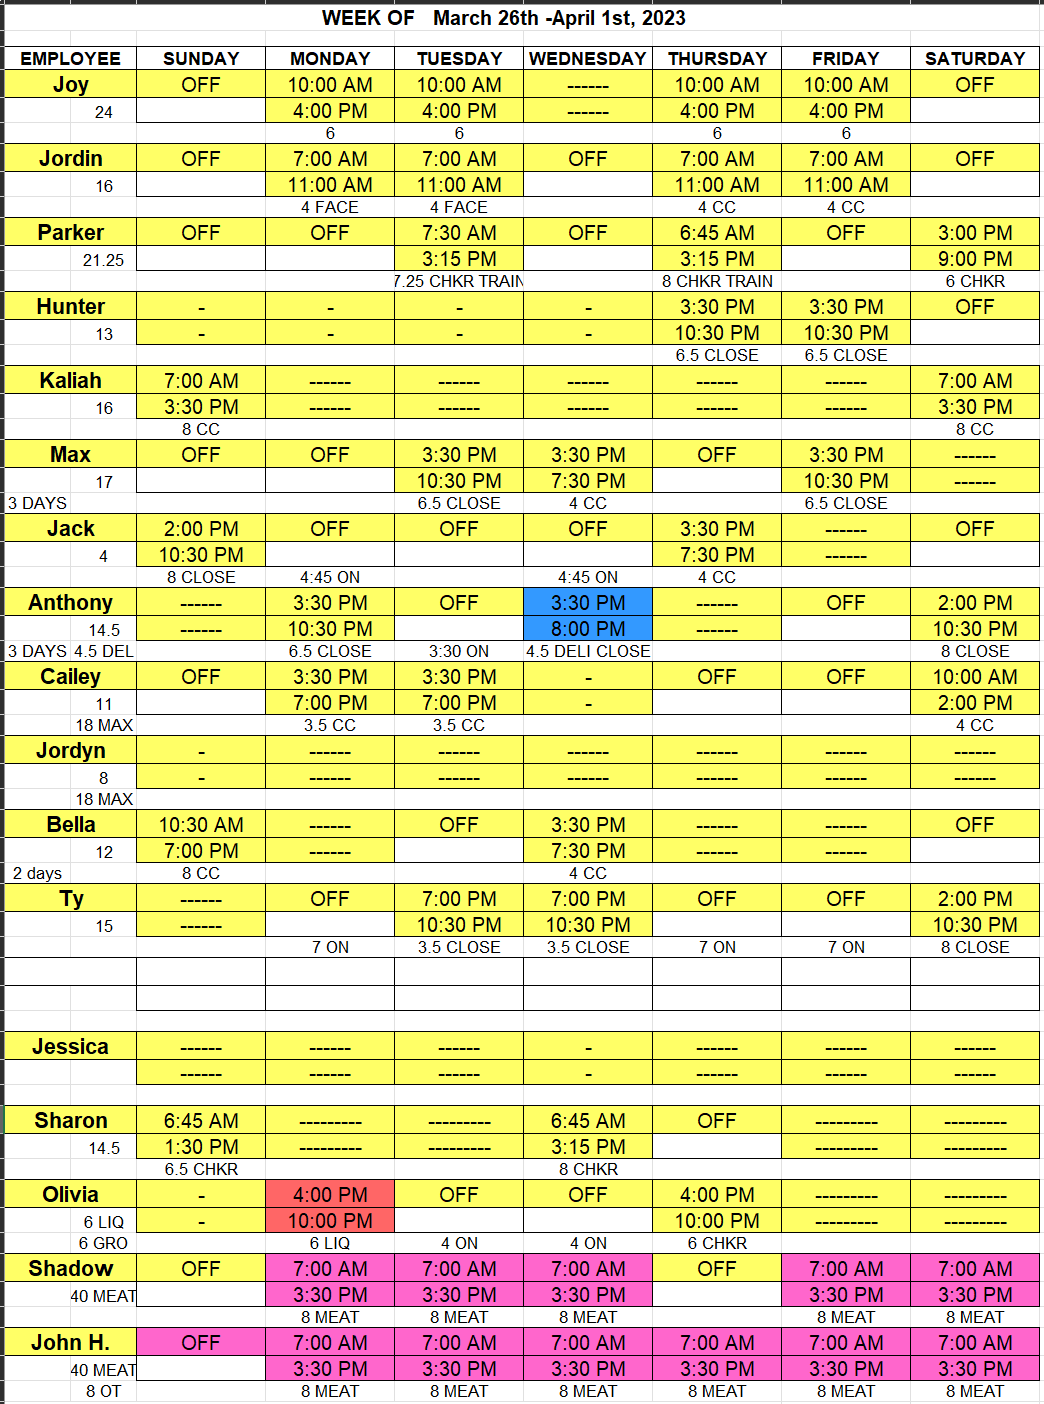 WEEK OF March 26th -April 1st, 2023
EMPLOYEE SUNDAY MONDAY TUESDAY WEDNESDAY THURSDAY FRIDAY SATURDAY
Joy OFF 10:00 AM 10:00 AM ------ 10:00 AM 10:00 AM OFF
24 4:00 PM 4:00 PM ------ 4:00 PM 4:00 PM
6 6 6 6
Jordin OFF 7:00 AM 7:00 AM OFF 7:00 AM 7:00 AM OFF
16 11:00 AM 11:00 AM 11:00 AM 11:00 AM
4 FACE 4 FACE 4 CC 4 CC
Parker OFF OFF 7:30 AM OFF 6:45 AM OFF 3:00 PM
21.25 3:15 PM 3:15 PM 9:00 PM
7.25 CHKR TRAIN 8 CHKR TRAIN 6 CHKR
Hunter - - - - 3:30 PM 3:30 PM OFF
13 - - - - 10:30 PM 10:30 PM
6.5 CLOSE 6.5 CLOSE
Kaliah 7:00 AM ------ ------ ------ ------ ------ 7:00 AM
16 3:30 PM ------ ------ ------ ------ ------ 3:30 PM
8 CC 8 CC
Max OFF OFF 3:30 PM 3:30 PM OFF 3:30 PM ------
17 10:30 PM 7:30 PM 10:30 PM ------
3 DAYS 6.5 CLOSE 4 CC 6.5 CLOSE
Jack 2:00 PM OFF OFF OFF 3:30 PM ------ OFF
4 10:30 PM 7:30 PM ------
8 CLOSE 4:45 ON 4:45 ON 4 CC
Anthony ------ 3:30 PM OFF 3:30 PM ------ OFF 2:00 PM
14.5 ------ 10:30 PM 8:00 PM ------ 10:30 PM
3 DAYS 4.5 DEL 6.5 CLOSE 3:30 ON 4.5 DELI CLOSE 8 CLOSE
Cailey OFF 3:30 PM 3:30 PM - OFF OFF 10:00 AM
11 7:00 PM 7:00 PM - 2:00 PM
18 MAX 3.5 CC 3.5 CC 4 CC
Jordyn - ------ ------ ------ ------ ------ ------
8 - ------ ------ ------ ------ ------ ------
18 MAX
Bella 10:30 AM ------ OFF 3:30 PM ------ ------ OFF
12 7:00 PM ------ 7:30 PM ------ ------
2 days 8 CC 4 CC
Ty ------ OFF 7:00 PM 7:00 PM OFF OFF 2:00 PM
15 ------ 10:30 PM 10:30 PM 10:30 PM
7 ON 3.5 CLOSE 3.5 CLOSE 7 ON 7 ON 8 CLOSE
Jessica ------ ------ ------ - ------ ------ ------
------ ------ ------ - ------ ------ ------
Sharon 6:45 AM --------- --------- 6:45 AM OFF --------- ---------
14.5 1:30 PM --------- --------- 3:15 PM --------- ---------
6.5 CHKR 8 CHKR
Olivia - 4:00 PM OFF OFF 4:00 PM --------- ---------
6 LIQ - 10:00 PM 10:00 PM --------- ---------
6 GRO 6 LIQ 4 ON 4 ON 6 CHKR
Shadow OFF 7:00 AM 7:00 AM 7:00 AM OFF 7:00 AM 7:00 AM
40 MEAT 3:30 PM 3:30 PM 3:30 PM 3:30 PM 3:30 PM
8 MEAT 8 MEAT 8 MEAT 8 MEAT 8 MEAT
John H. OFF 7:00 AM 7:00 AM 7:00 AM 7:00 AM 7:00 AM 7:00 AM
40 MEAT 3:30 PM 3:30 PM 3:30 PM 3:30 PM 3:30 PM 3:30 PM
8 OT 8 MEAT 8 MEAT 8 MEAT 8 MEAT 8 MEAT 8 MEAT